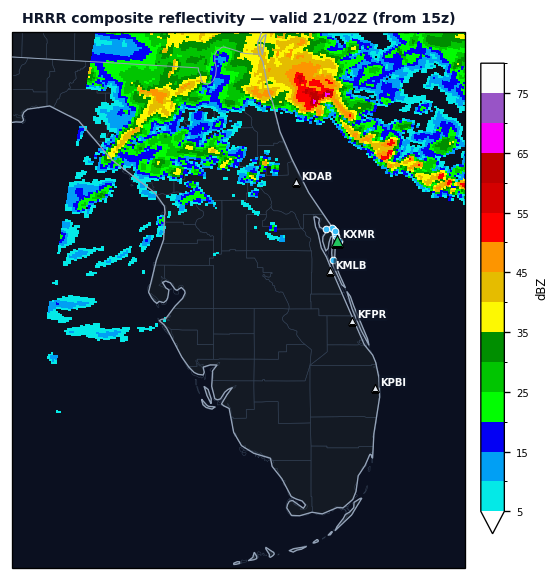 HRRR composite reflectivity — valid 21/02Z (from 15z)
KDAB
KXMR
KMLB
KFPR
KPBI
75
65
55
45
35
25
15
5
dBZ